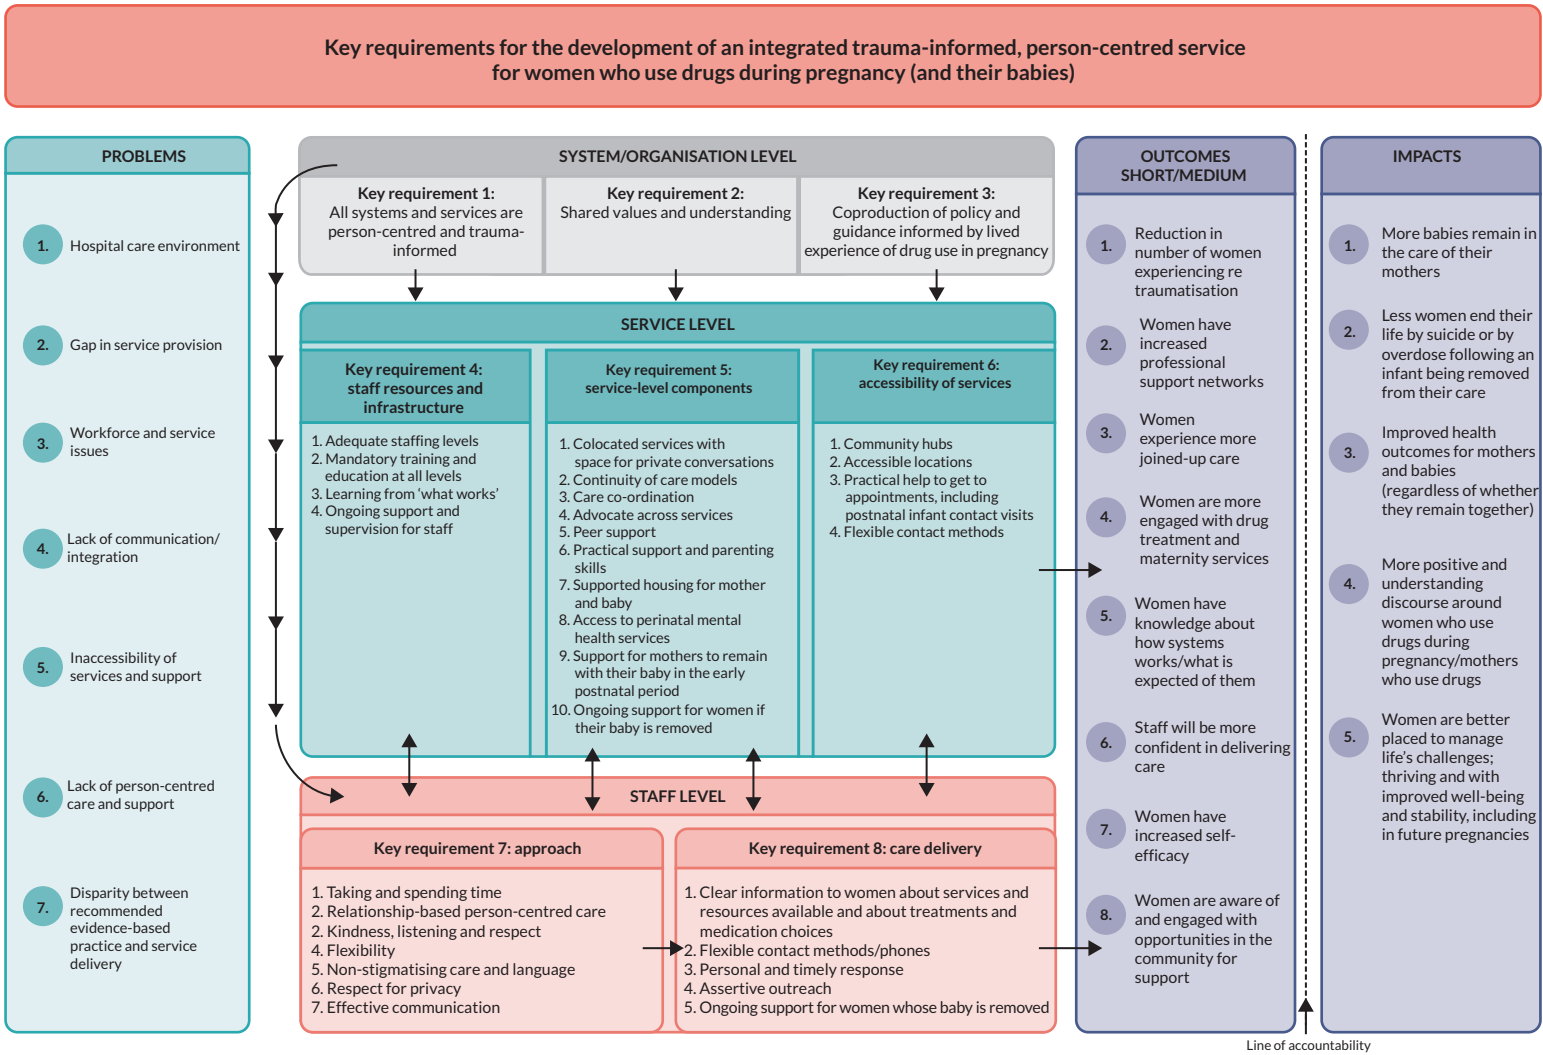 Key requirements for the development of an integrated trauma-informed, person-centred service
for women who use drugs during pregnancy (and their babies)
PROBLEMS
1.
Hospital care environment
2.
Gap in service provision
3.
Workforce and service
issues
4.
Lack of communication/
integration
5.
Inaccessibility of
services and support
6.
Lack of person-centred
care and support
7.
Disparity between
recommended
evidence-based
practice and service
delivery
SYSTEM/ORGANISATION LEVEL
Key requirement 1:
All systems and services are
person-centred and trauma-
informed
Key requirement 2:
Shared values and understanding
Key requirement 3:
Coproduction of policy and
guidance informed by lived
experience of drug use in pregnancy
SERVICE LEVEL
Key requirement 4:
staff resources and
infrastructure
1. Adequate staffing levels
2. Mandatory training and
education at all levels
3. Learning from ‘what works’
4. Ongoing support and
supervision for staff
Key requirement 5:
service-level components
1. Colocated services with
space for private conversations
2. Continuity of care models
3. Care co-ordination
4. Advocate across services
5. Peer support
6. Practical support and parenting
skills
7. Supported housing for mother
and baby
8. Access to perinatal mental
health services
9. Support for mothers to remain
with their baby in the early
postnatal period
10. Ongoing support for women if
their baby is removed
Key requirement 6:
accessibility of services
1. Community hubs
2. Accessible locations
3. Practical help to get to
appointments, including
postnatal infant contact visits
4. Flexible contact methods
STAFF LEVEL
Key requirement 7: approach
1. Taking and spending time
2. Relationship-based person-centred care
2. Kindness, listening and respect
4. Flexibility
5. Non-stigmatising care and language
6. Respect for privacy
7. Effective communication
Key requirement 8: care delivery
1. Clear information to women about services and
resources available and about treatments and
medication choices
2. Flexible contact methods/phones
3. Personal and timely response
4. Assertive outreach
5. Ongoing support for women whose baby is removed
OUTCOMES
SHORT/MEDIUM
1.
Reduction in
number of women
experiencing re
traumatisation
2.
Women have
increased
professional
support networks
3.
Women
experience more
joined-up care
4.
Women are more
engaged with drug
treatment and
maternity services
5.
Women have
knowledge about
how systems
works/what is
expected of them
6.
Staff will be more
confident in delivering
care
7.
Women have
increased self-
efficacy
8.
Women are aware of
and engaged with
opportunities in the
community for
support
IMPACTS
1.
More babies remain in
the care of their
mothers
2.
Less women end their
life by suicide or by
overdose following an
infant being removed
from their care
3.
Improved health
outcomes for mothers
and babies
(regardless of whether
they remain together)
4.
More positive and
understanding
discourse around
women who use
drugs during
pregnancy/mothers
who use drugs
5.
Women are better
placed to manage
life’s challenges;
thriving and with
improved well-being
and stability, including
in future pregnancies
Line of accountability